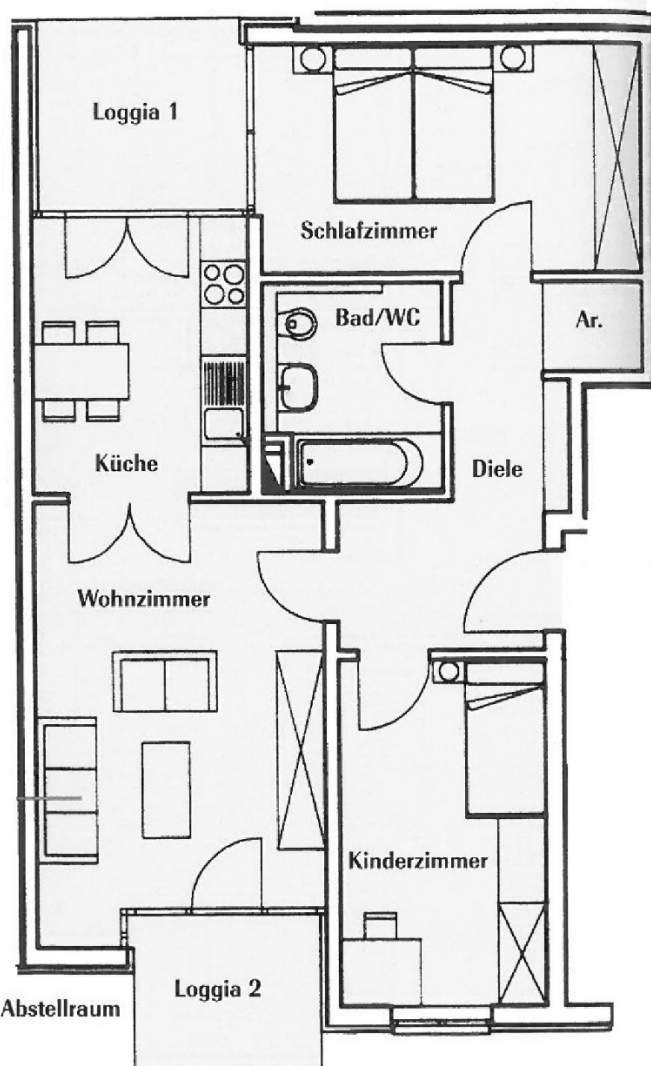 Loggia 1
Schlafzimmer
Bad/WC
Ar.
Küche
Diele
Wohnzimmer
Kinderzimmer
Loggia 2
Abstellraum